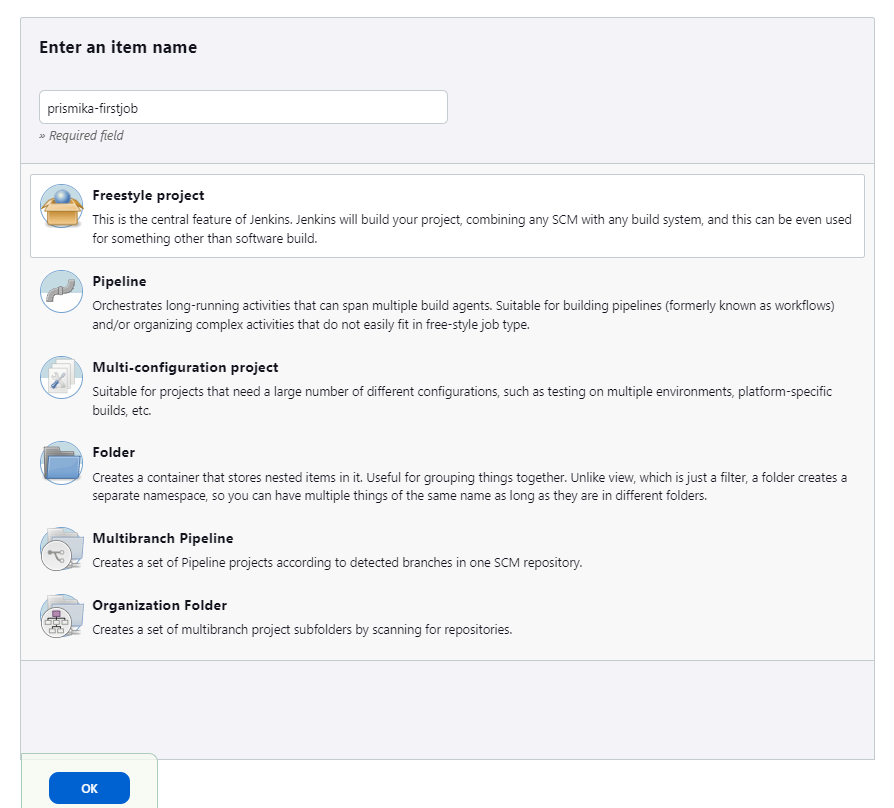 Enter an item name
prismika-firstjob
» Required field
Freestyle project
This is the central feature of Jenkins. Jenkins will build your project, combining any SCM with any build system, and this can be even used
for something other than software build.
Pipeline
Orchestrates long-running activities that can span multiple build agents. Suitable for building pipelines (formerly known as workflows)
and/or organizing complex activities that do not easily fit in free-style job type.
Multi-configuration project
Suitable for projects that need a large number of different configurations, such as testing on multiple environments, platform-specific
builds, etc.
Folder
Creates a container that stores nested items in it. Useful for grouping things together. Unlike view, which is just a filter, a folder creates a
separate namespace, so you can have multiple things of the same name as long as they are in different folders.
Multibranch Pipeline
Creates a set of Pipeline projects according to detected branches in one SCM repository.
Organization Folder
Creates a set of multibranch project subfolders by scanning for repositories.
OK